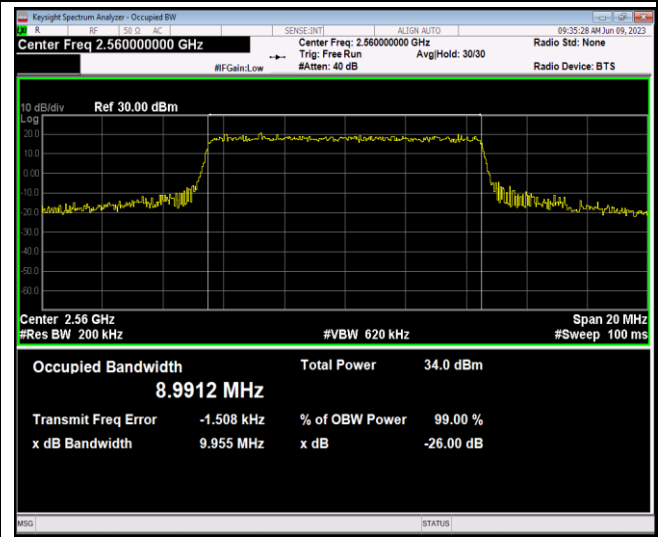 Keysight Spectrum Analyzer - Occupied BW
R RF 50 Ω AC SENSE:INT ALIGN AUTO 09:35:28 AM Jun 09, 2023
Center Freq 2.560000000 GHz Center Freq: 2.560000000 GHz Radio Std: None
Trig: Free Run Avg|Hold: 30/30
#IFGain:Low #Atten: 40 dB Radio Device: BTS
10 dB/div Ref 30.00 dBm
Log
20.0
10.0
0.00
-10.0
-20.0
-30.0
-40.0
-50.0
-60.0
Center 2.56 GHz Span 20 MHz
#Res BW 200 kHz #VBW 620 kHz #Sweep 100 ms
Occupied Bandwidth Total Power 34.0 dBm
8.9912 MHz
Transmit Freq Error -1.508 kHz % of OBW Power 99.00 %
x dB Bandwidth 9.955 MHz x dB -26.00 dB
MSG STATUS